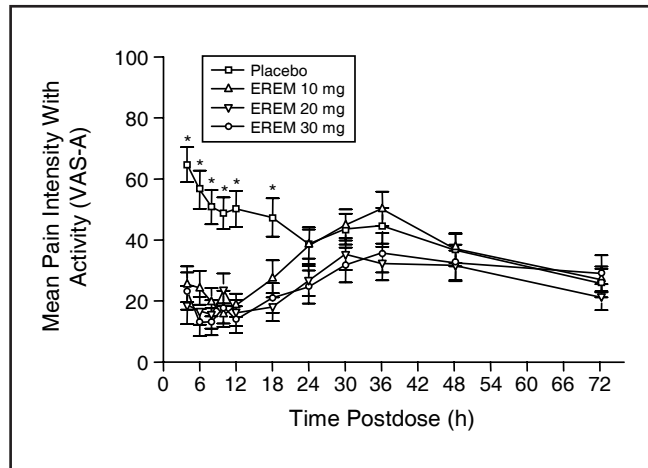 100
80
60
40
20
0
Mean Pain Intensity With
Activity (VAS-A)
Placebo
EREM 10 mg
EREM 20 mg
EREM 30 mg
* * * * * *
0 6 12 18 24 30 36 42 48 54 60 66 72
Time Postdose (h)